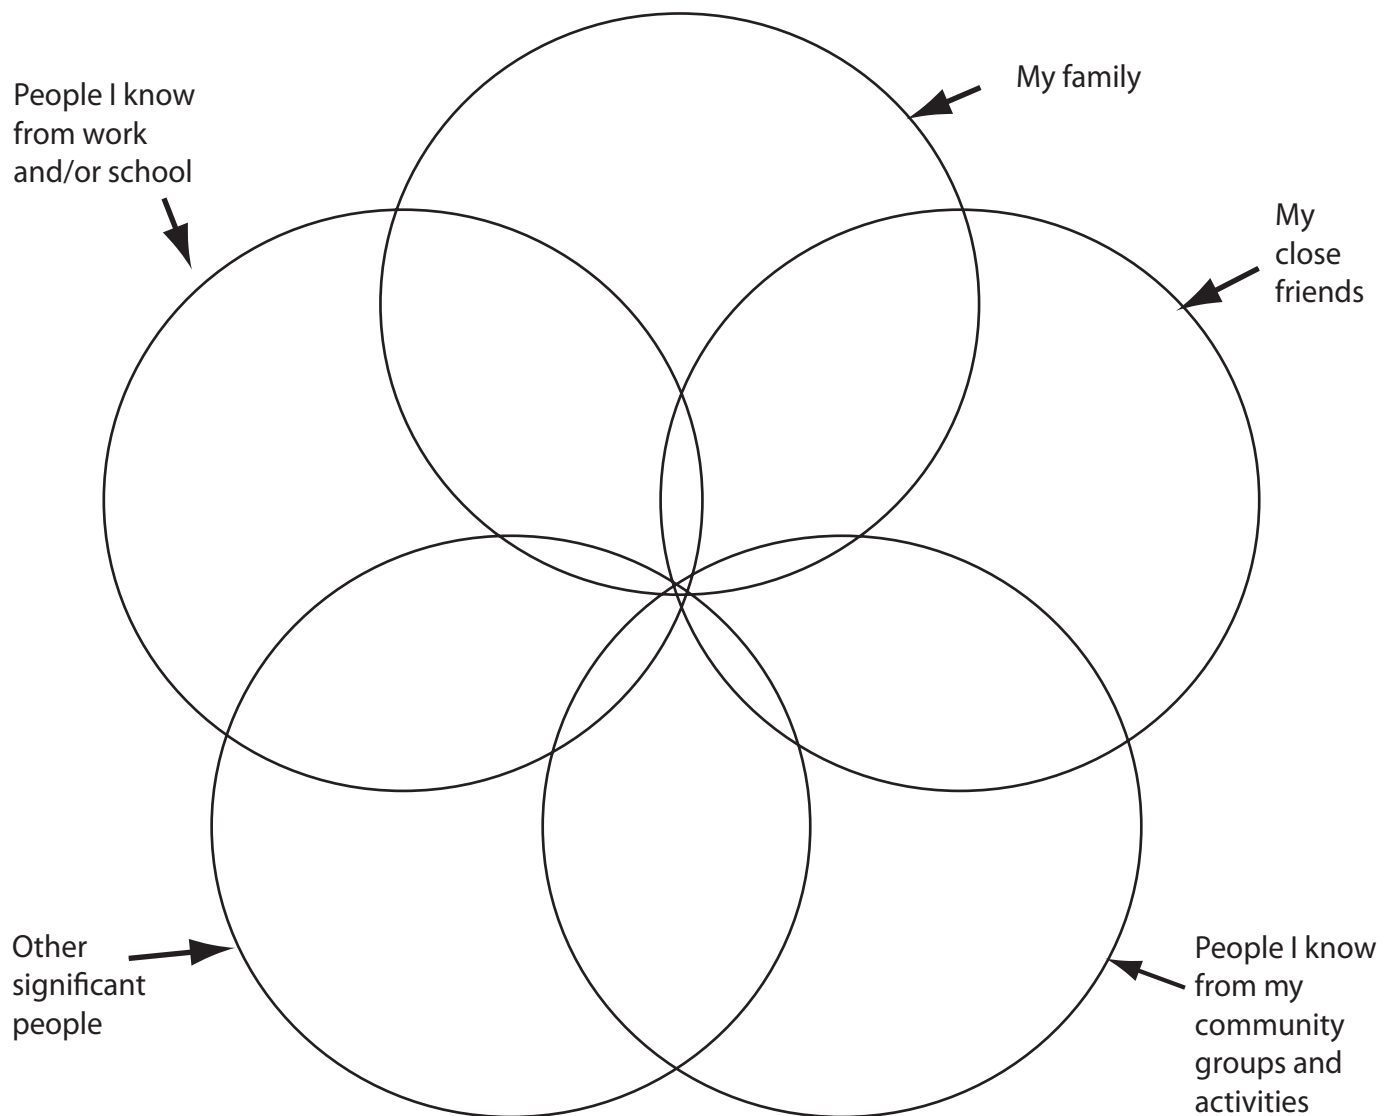 My family
People I know
from work
and/or school
My
close
friends
Other
significant
people
People I know
from my
community
groups and
activities